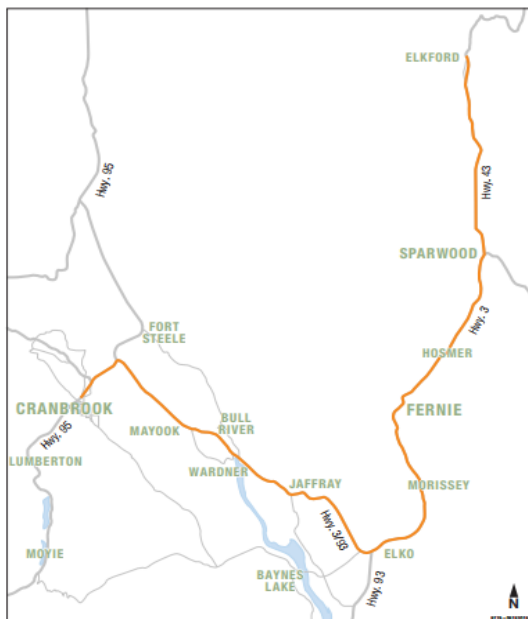 ELKFORD
Hwy. 95
Hwy. 43
SPARWOOD
Hwy. 3
FORT
STEELE
HOSMER
CRANBROOK
FERNIE
BULL
RIVER
MAYOOK
Hwy. 95
LUMBERTON
WARDNER
JAFFRAY
MORISSEY
Hwy. 3/93
MOYIE
ELKO
BAYNES
LAKE
Hwy. 93
N